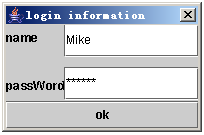 login information
name
Mike
passWord
******
ok